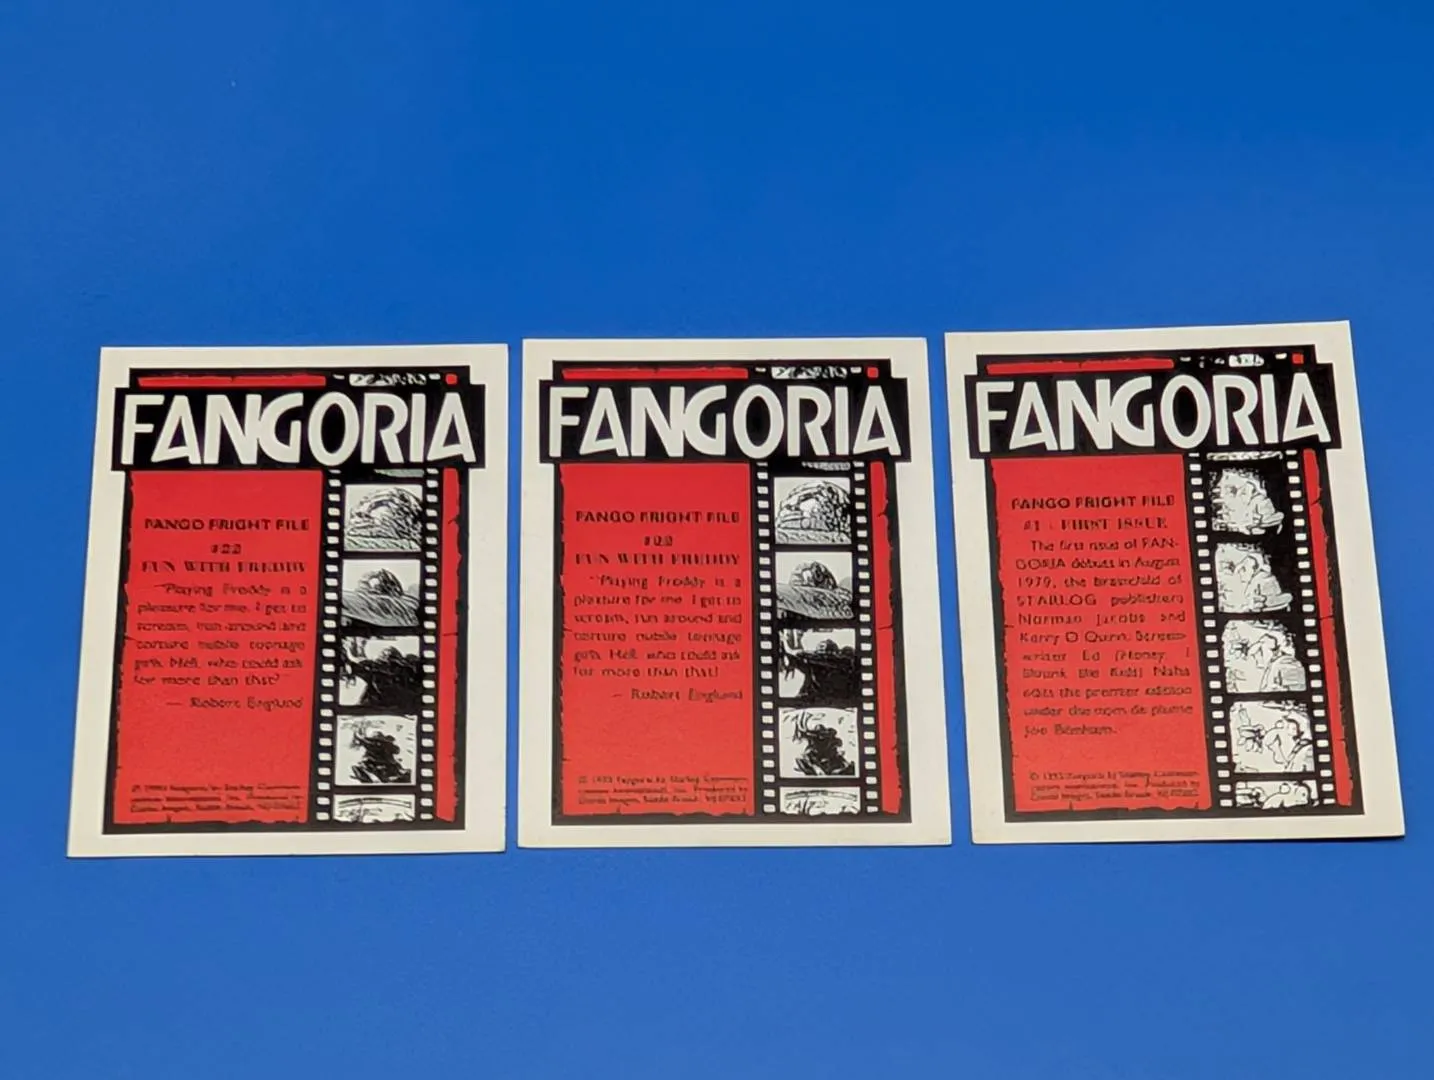 FANGORIA
FANGO FRIGHT FILE
FUN WITH FREDDY
"Playing Freddy is a
pleasure for me. I get to
scream, run around and
torture nubile teenage
girls. Hell, who could ask
for more than that?
— Robert Englund
FANGORIA
FANGO FRIGHT FILE
FUN WITH FREDDY
"Playing Freddy is a
pleasure for me. I get to
scream, run around and
torture nubile teenage
girls. Hell, who could ask
for more than that!
— Robert Englund
FANGORIA
FANGO FRIGHT FILE
#1 - FIRST ISSUE
The first issue of FAN-
GORIA debuts in August
1979, the brainchild of
STARLOG publishers
Norman Jacobs and
Kerry O'Quinn. Screen-
writer Ed (Honey, I
Shrunk the Kids) Naha
edits the premier edition
under the nom de plume
Joe Bonham.